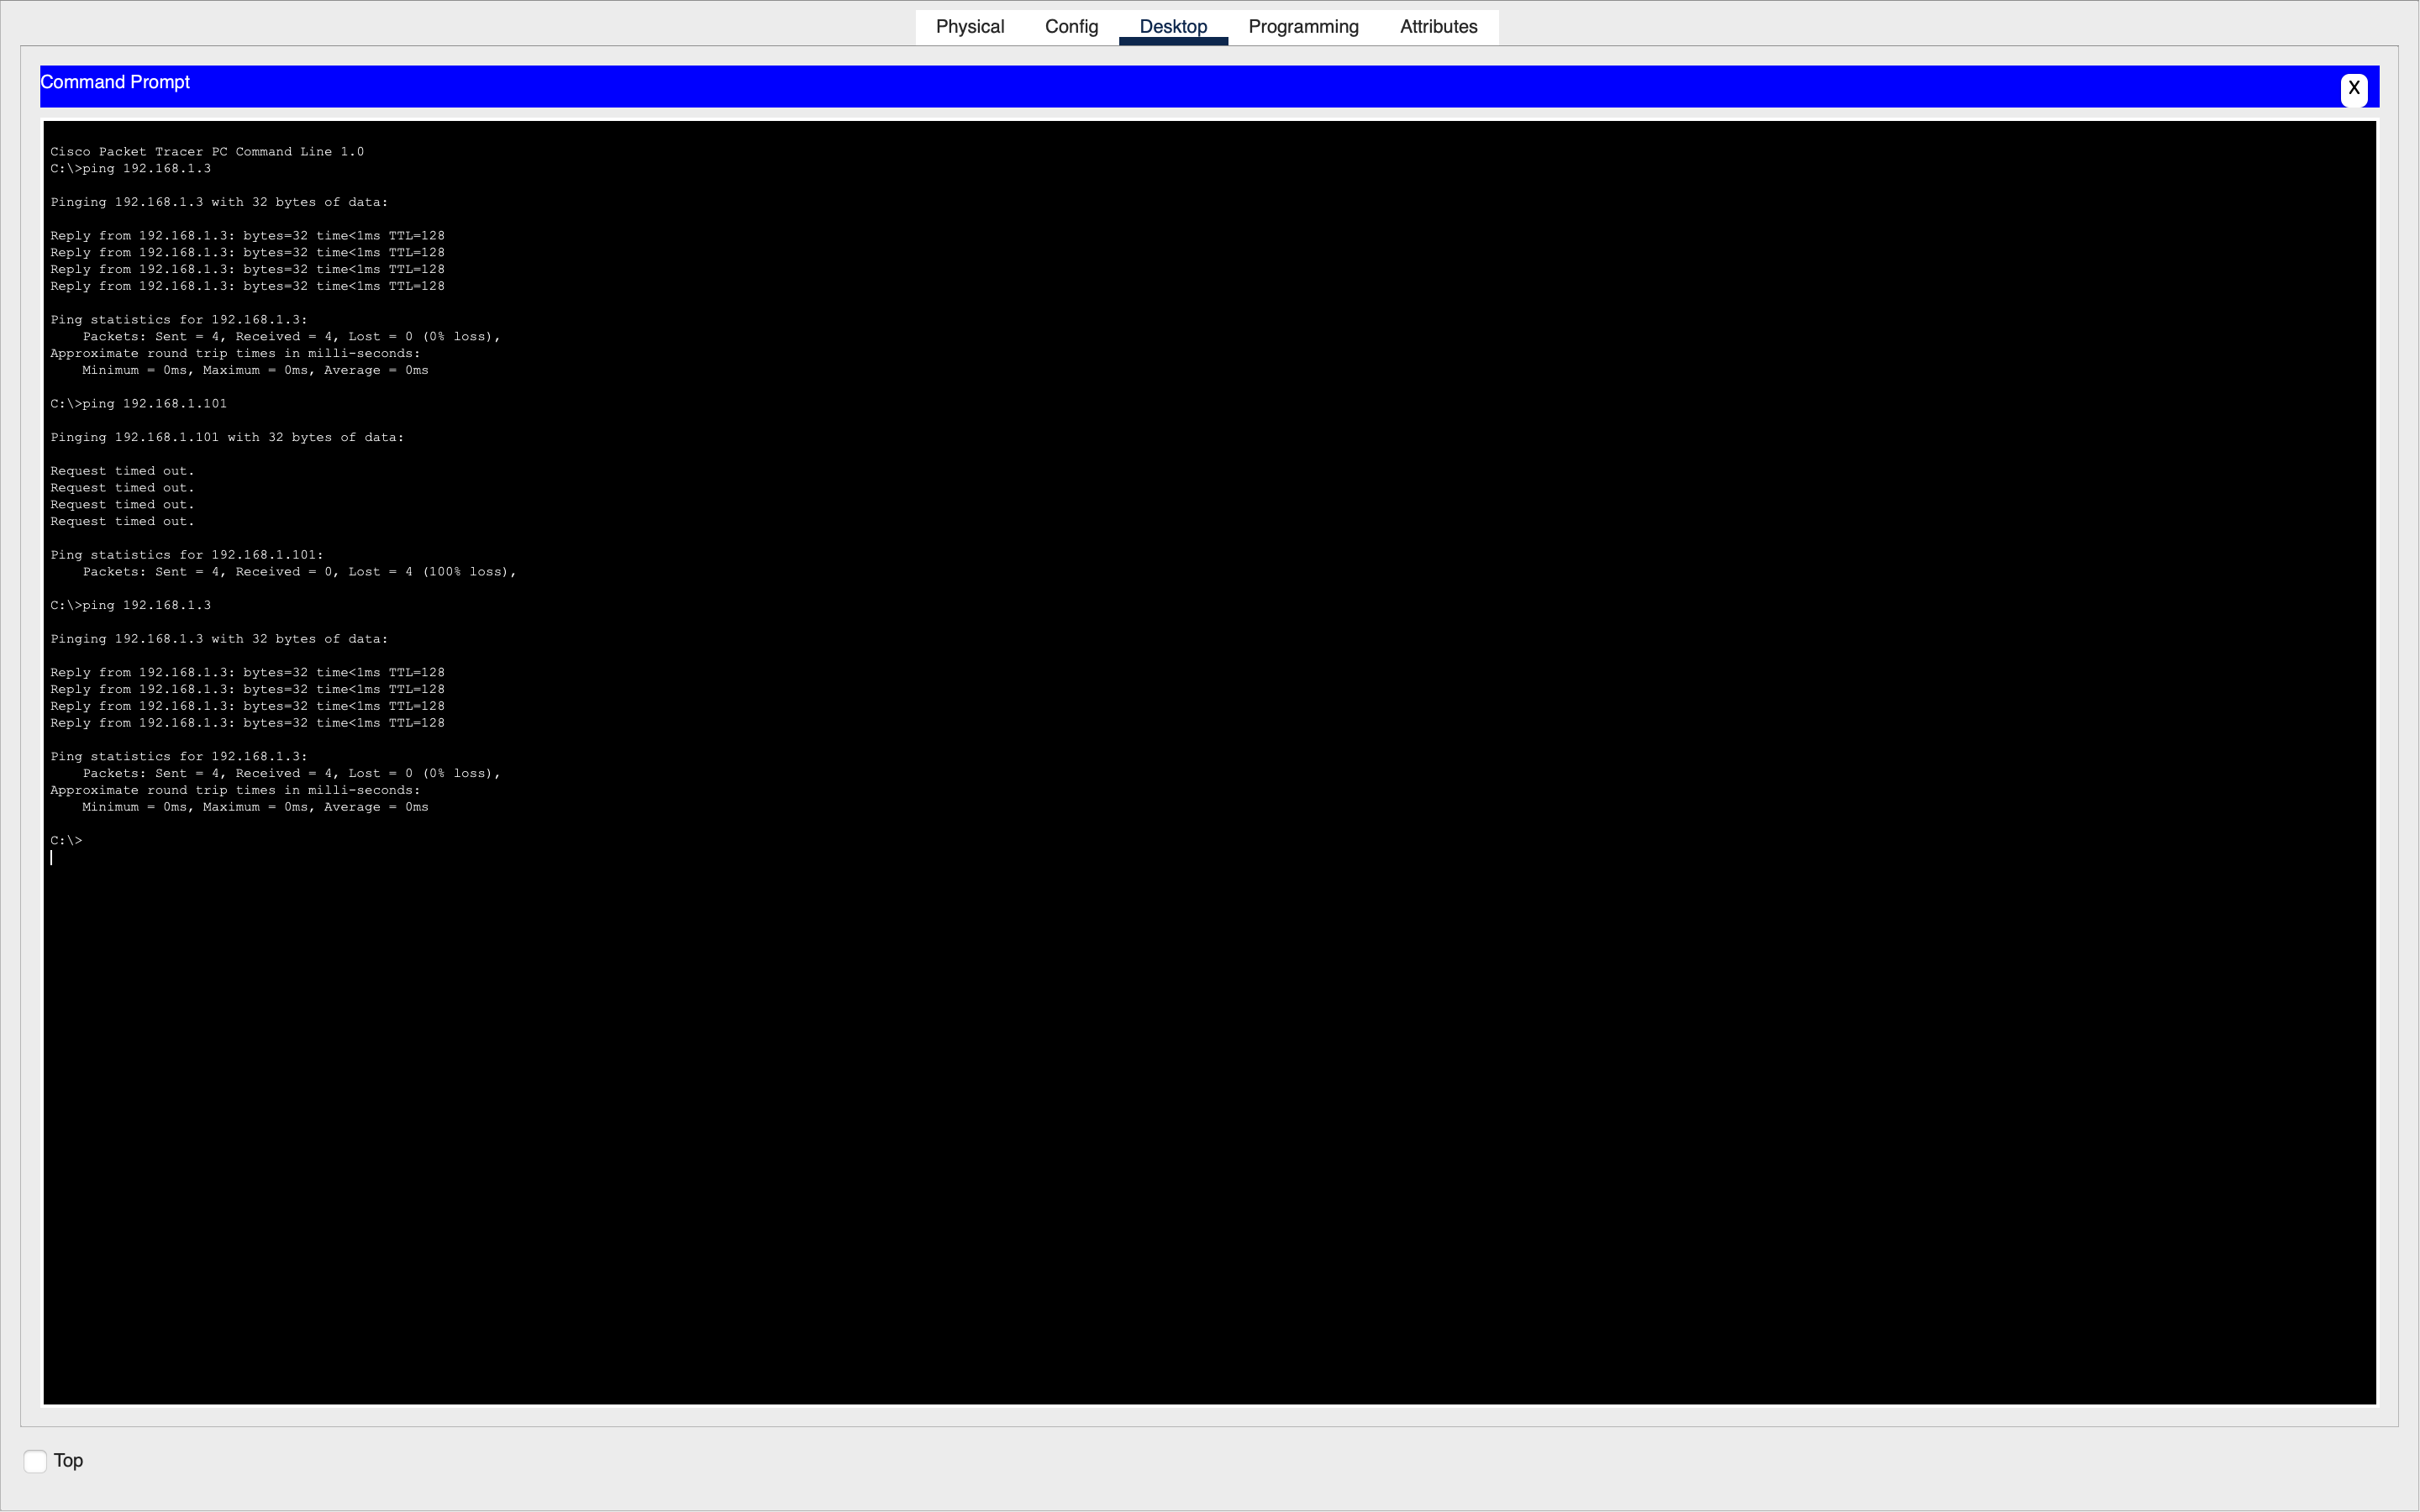 Physical Config Desktop Programming Attributes
Command Prompt
X
Cisco Packet Tracer PC Command Line 1.0
C:\>ping 192.168.1.3
Pinging 192.168.1.3 with 32 bytes of data:
Reply from 192.168.1.3: bytes=32 time<1ms TTL=128
Reply from 192.168.1.3: bytes=32 time<1ms TTL=128
Reply from 192.168.1.3: bytes=32 time<1ms TTL=128
Reply from 192.168.1.3: bytes=32 time<1ms TTL=128
Ping statistics for 192.168.1.3:
    Packets: Sent = 4, Received = 4, Lost = 0 (0% loss),
Approximate round trip times in milli-seconds:
    Minimum = 0ms, Maximum = 0ms, Average = 0ms
C:\>ping 192.168.1.101
Pinging 192.168.1.101 with 32 bytes of data:
Request timed out.
Request timed out.
Request timed out.
Request timed out.
Ping statistics for 192.168.1.101:
    Packets: Sent = 4, Received = 0, Lost = 4 (100% loss),
C:\>ping 192.168.1.3
Pinging 192.168.1.3 with 32 bytes of data:
Reply from 192.168.1.3: bytes=32 time<1ms TTL=128
Reply from 192.168.1.3: bytes=32 time<1ms TTL=128
Reply from 192.168.1.3: bytes=32 time<1ms TTL=128
Reply from 192.168.1.3: bytes=32 time<1ms TTL=128
Ping statistics for 192.168.1.3:
    Packets: Sent = 4, Received = 4, Lost = 0 (0% loss),
Approximate round trip times in milli-seconds:
    Minimum = 0ms, Maximum = 0ms, Average = 0ms
C:\>
Top